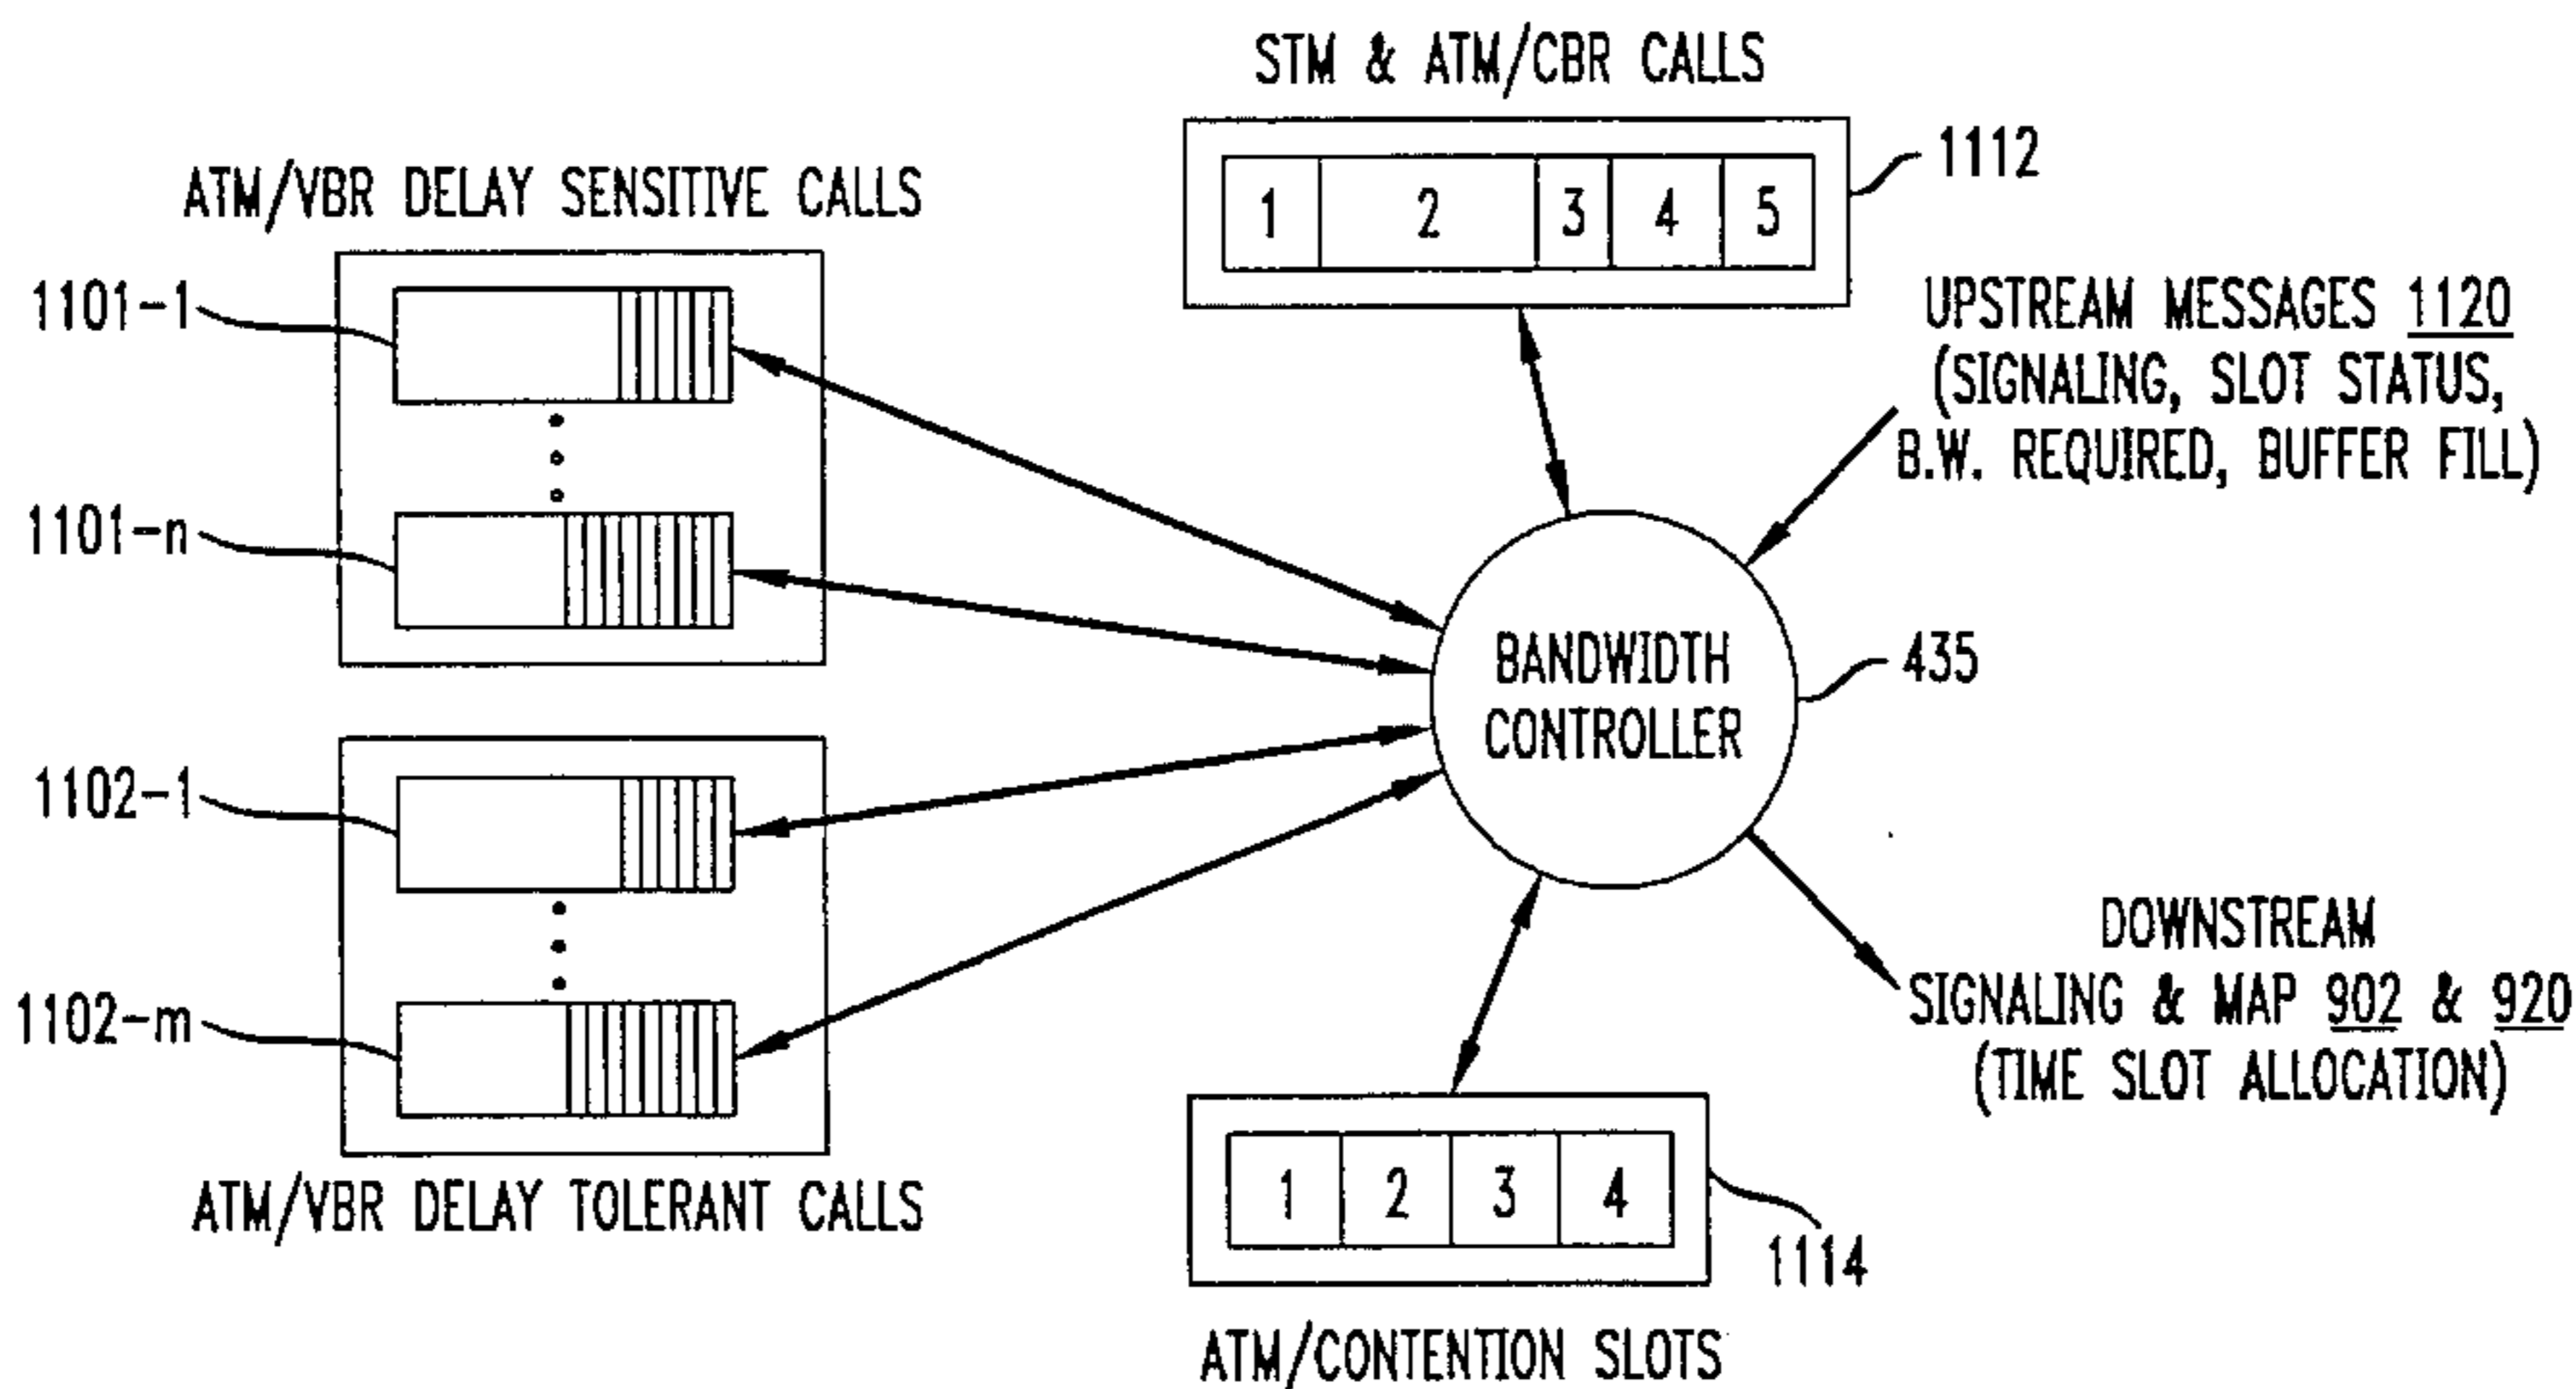 STM & ATM/CBR CALLS
1 2 3 4 5
1112
ATM/VBR DELAY SENSITIVE CALLS
1101-1
1101-n
UPSTREAM MESSAGES 1120
(SIGNALING, SLOT STATUS,
B.W. REQUIRED, BUFFER FILL)
BANDWIDTH
CONTROLLER
435
1102-1
1102-m
ATM/VBR DELAY TOLERANT CALLS
DOWNSTREAM
SIGNALING & MAP 902 & 920
(TIME SLOT ALLOCATION)
1 2 3 4
1114
ATM/CONTENTION SLOTS